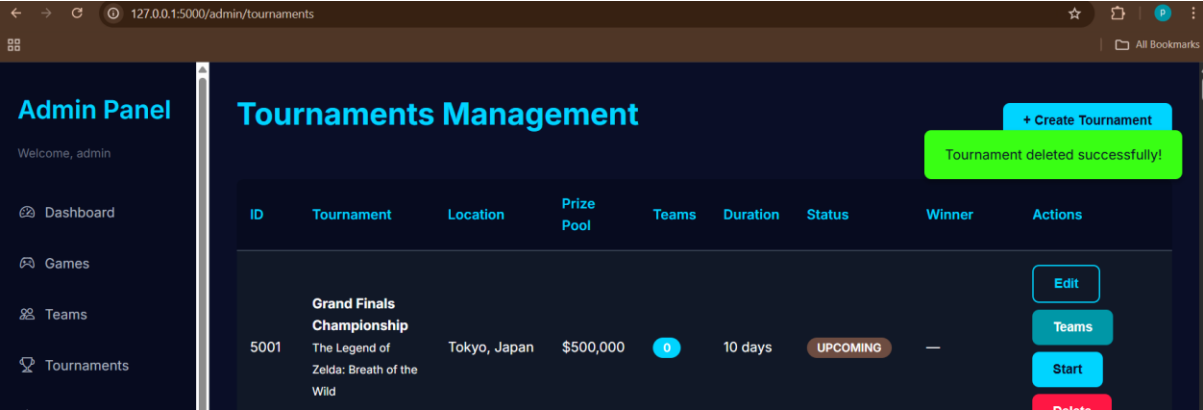 127.0.0.1:5000/admin/tournaments
P
All Bookmarks
Admin Panel
Welcome, admin
Dashboard
Games
Teams
Tournaments
Tournaments Management
+ Create Tournament
Tournament deleted successfully!
ID Tournament Location Prize Pool Teams Duration Status Winner Actions
5001
Grand Finals
Championship
The Legend of
Zelda: Breath of the
Wild
Tokyo, Japan
$500,000
0
10 days
UPCOMING
—
Edit
Teams
Start
Delete